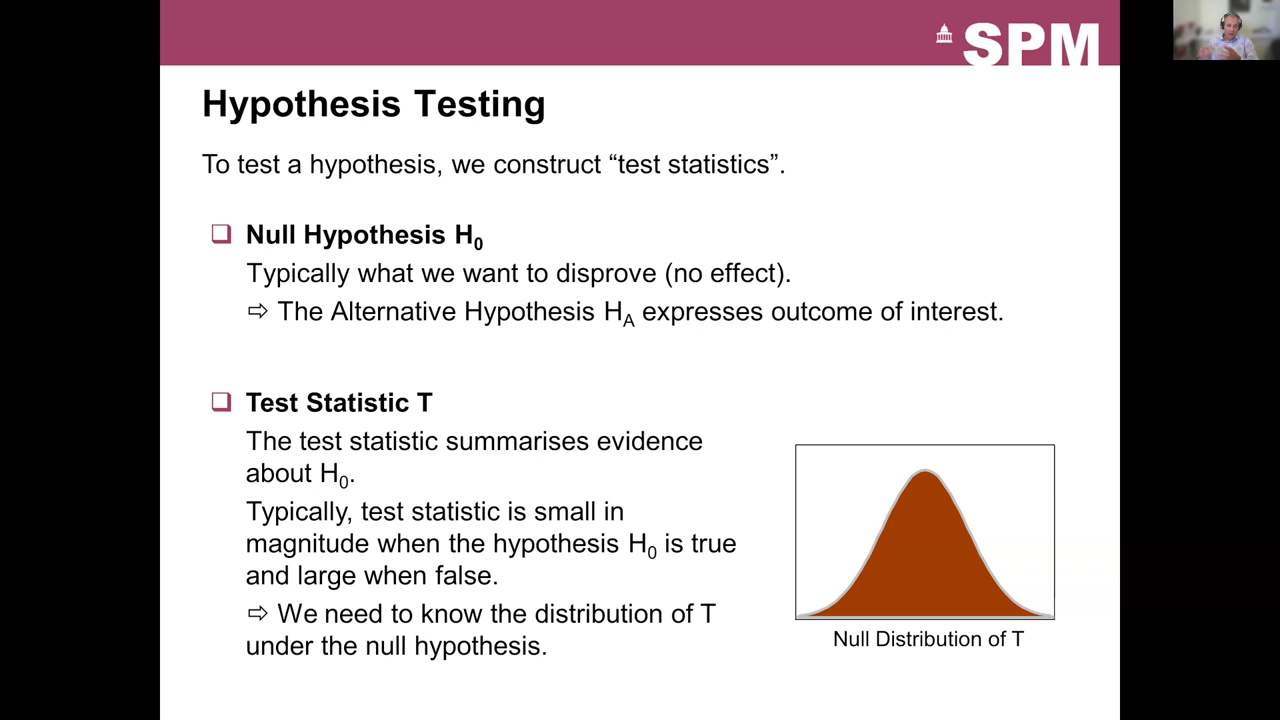 SPM
Hypothesis Testing
To test a hypothesis, we construct “test statistics”.
❑ Null Hypothesis H₀
Typically what we want to disprove (no effect).
⇨ The Alternative Hypothesis H_A expresses outcome of interest.
❑ Test Statistic T
The test statistic summarises evidence
about H₀.
Typically, test statistic is small in
magnitude when the hypothesis H₀ is true
and large when false.
⇨ We need to know the distribution of T
under the null hypothesis.
Null Distribution of T